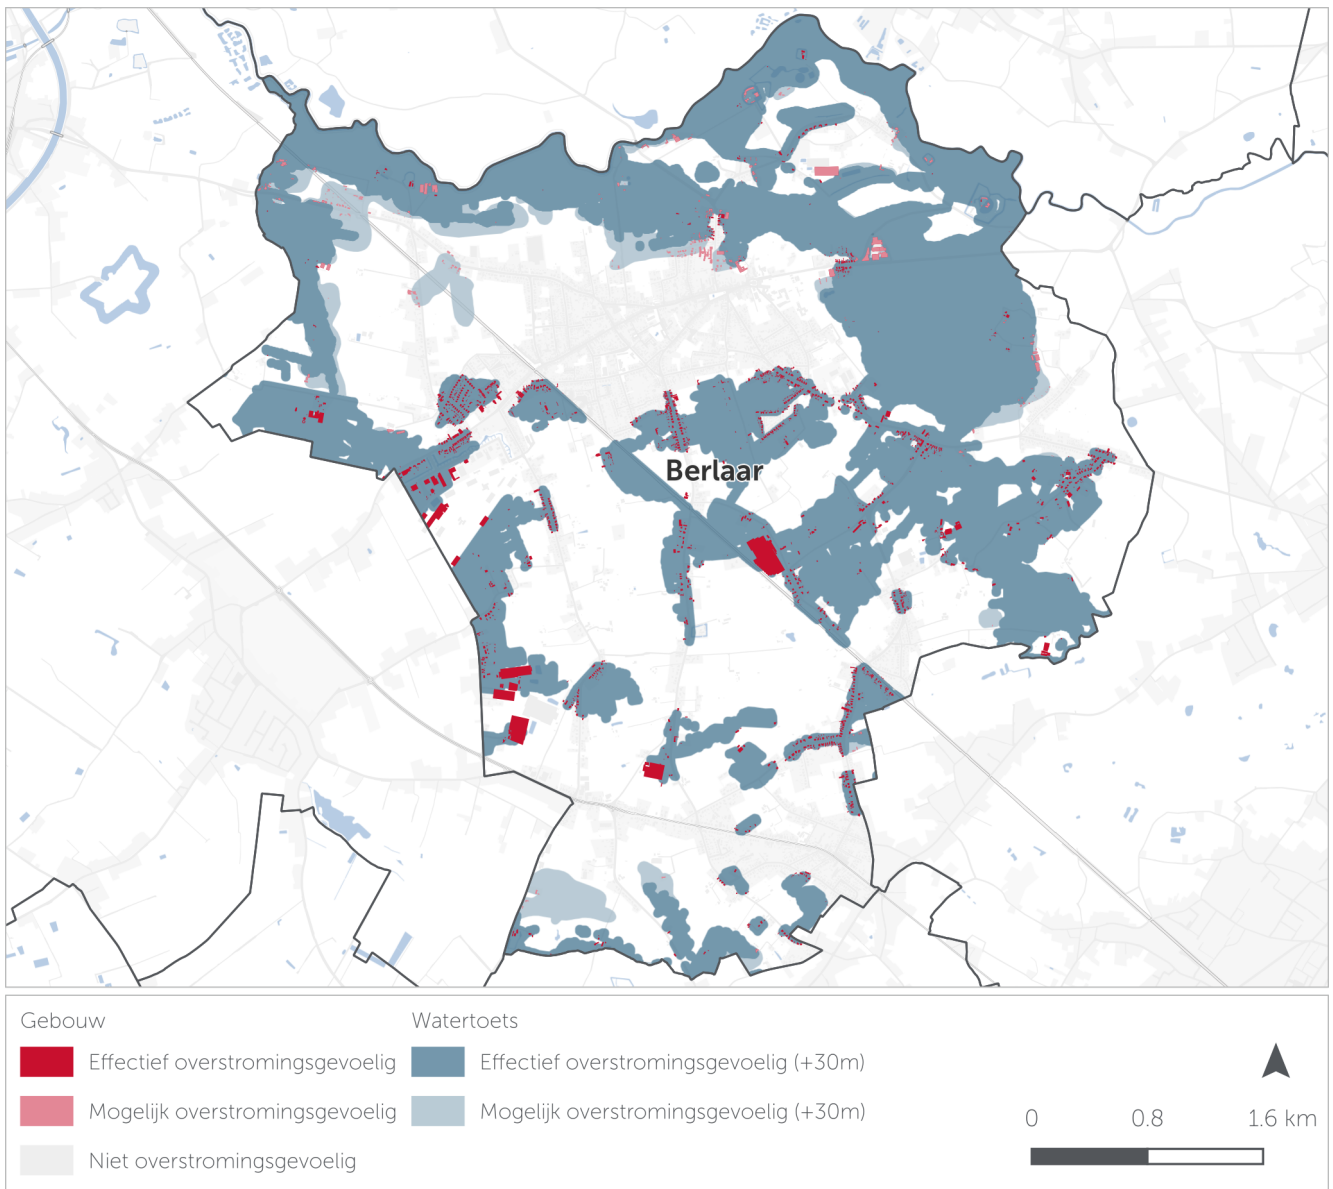 Berlaar
Gebouw
Watertoets
Effectief overstromingsgevoelig
Effectief overstromingsgevoelig (+30m)
Mogelijk overstromingsgevoelig
Mogelijk overstromingsgevoelig (+30m)
Niet overstromingsgevoelig
0 0.8 1.6 km